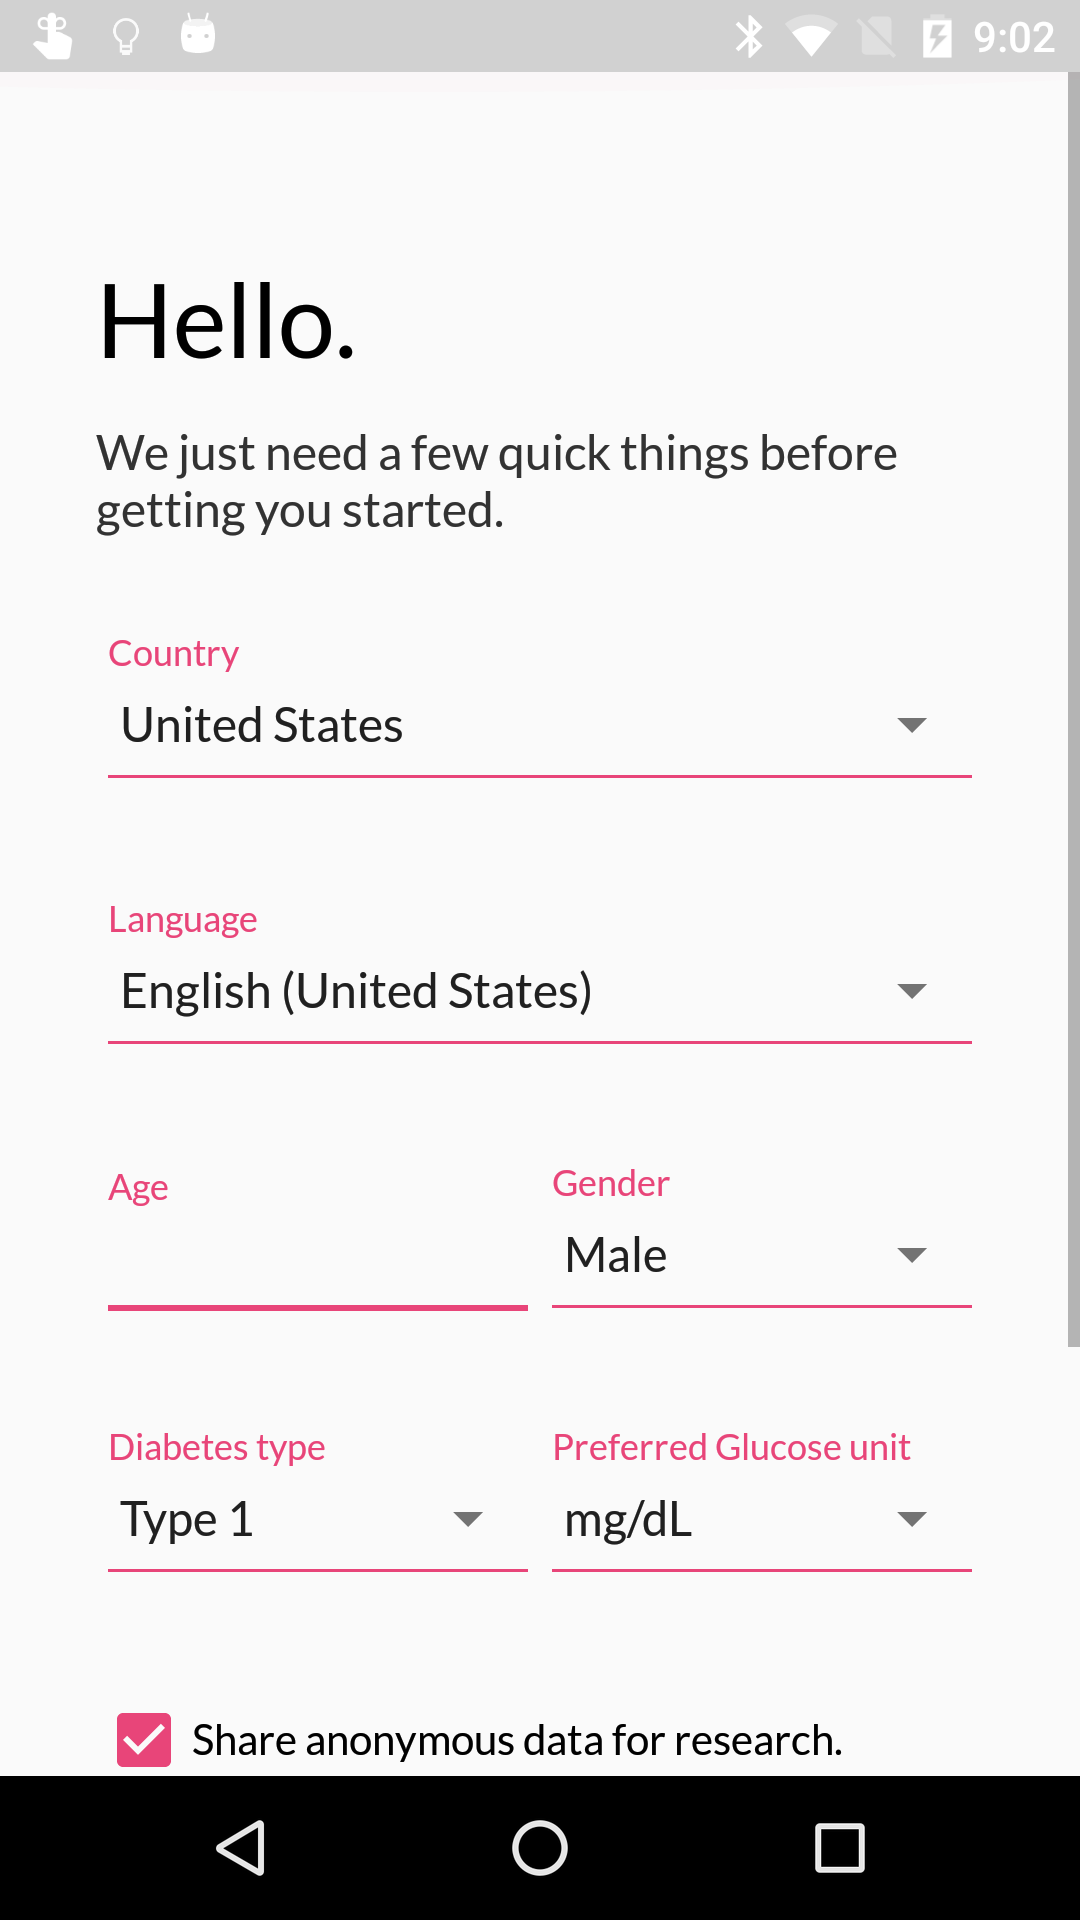 9:02
Hello.
We just need a few quick things before
getting you started.
Country
United States
Language
English (United States)
Age
Gender
Male
Diabetes type
Preferred Glucose unit
Type 1
mg/dL
Share anonymous data for research.